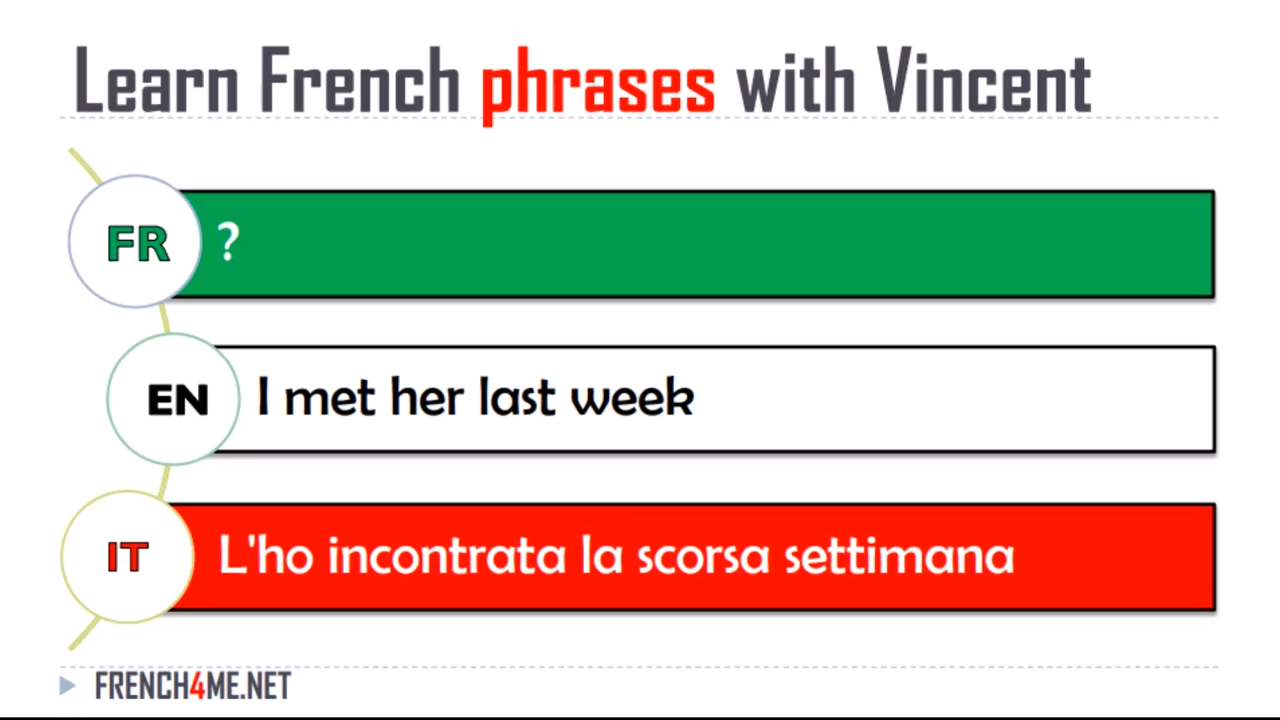 Learn French phrases with Vincent
FR ?
EN I met her last week
IT L'ho incontrata la scorsa settimana
FRENCH4ME.NET